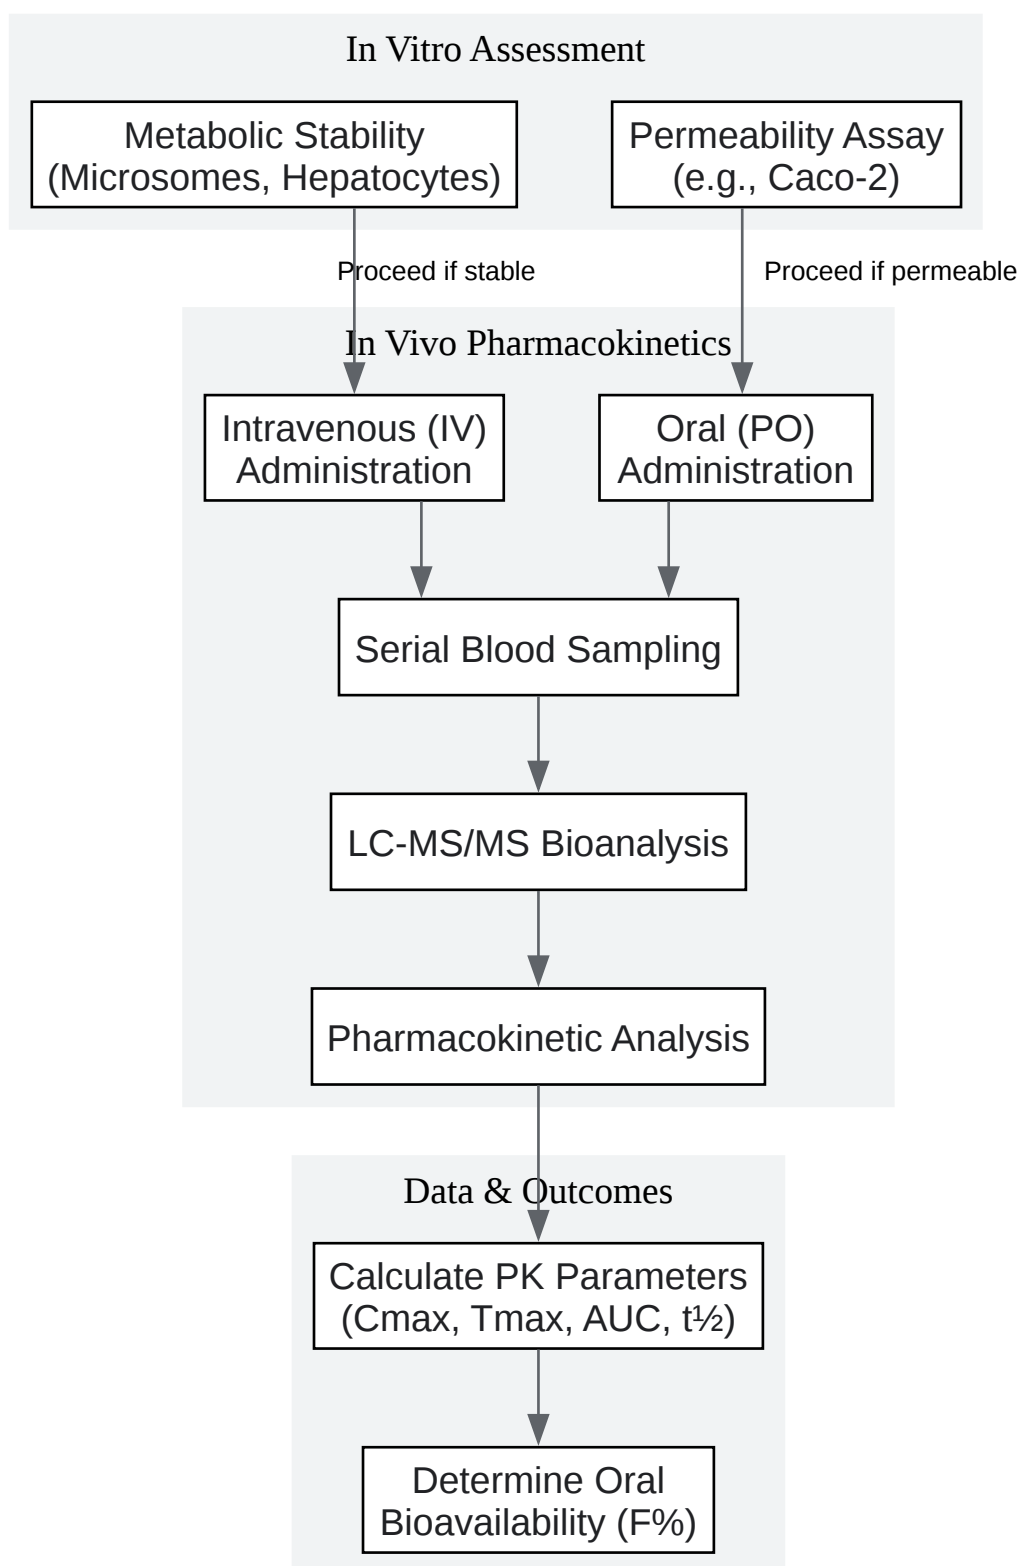 In Vitro Assessment
Metabolic Stability
(Microsomes, Hepatocytes)
Permeability Assay
(e.g., Caco-2)
Proceed if stable
Proceed if permeable
In Vivo Pharmacokinetics
Intravenous (IV)
Administration
Oral (PO)
Administration
Serial Blood Sampling
LC-MS/MS Bioanalysis
Pharmacokinetic Analysis
Data & Outcomes
Calculate PK Parameters
(Cmax, Tmax, AUC, t½)
Determine Oral
Bioavailability (F%)